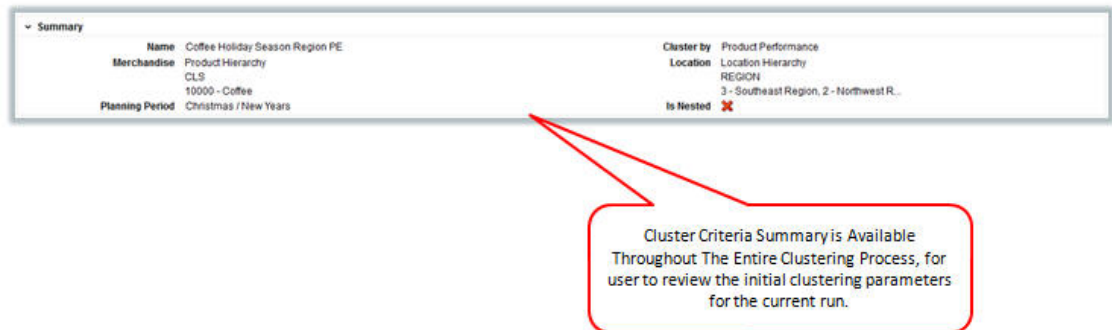 Summary
Name Coffee Holiday Season Region PE Cluster by Product Performance
Merchandise Product Hierarchy Location Location Hierarchy
CLS REGION
10000 - Coffee 3 - Southeast Region, 2 - Northwest R...
Planning Period Christmas / New Years Is Nested
Cluster Criteria Summary is Available
Throughout The Entire Clustering Process, for
user to review the initial clustering parameters
for the current run.